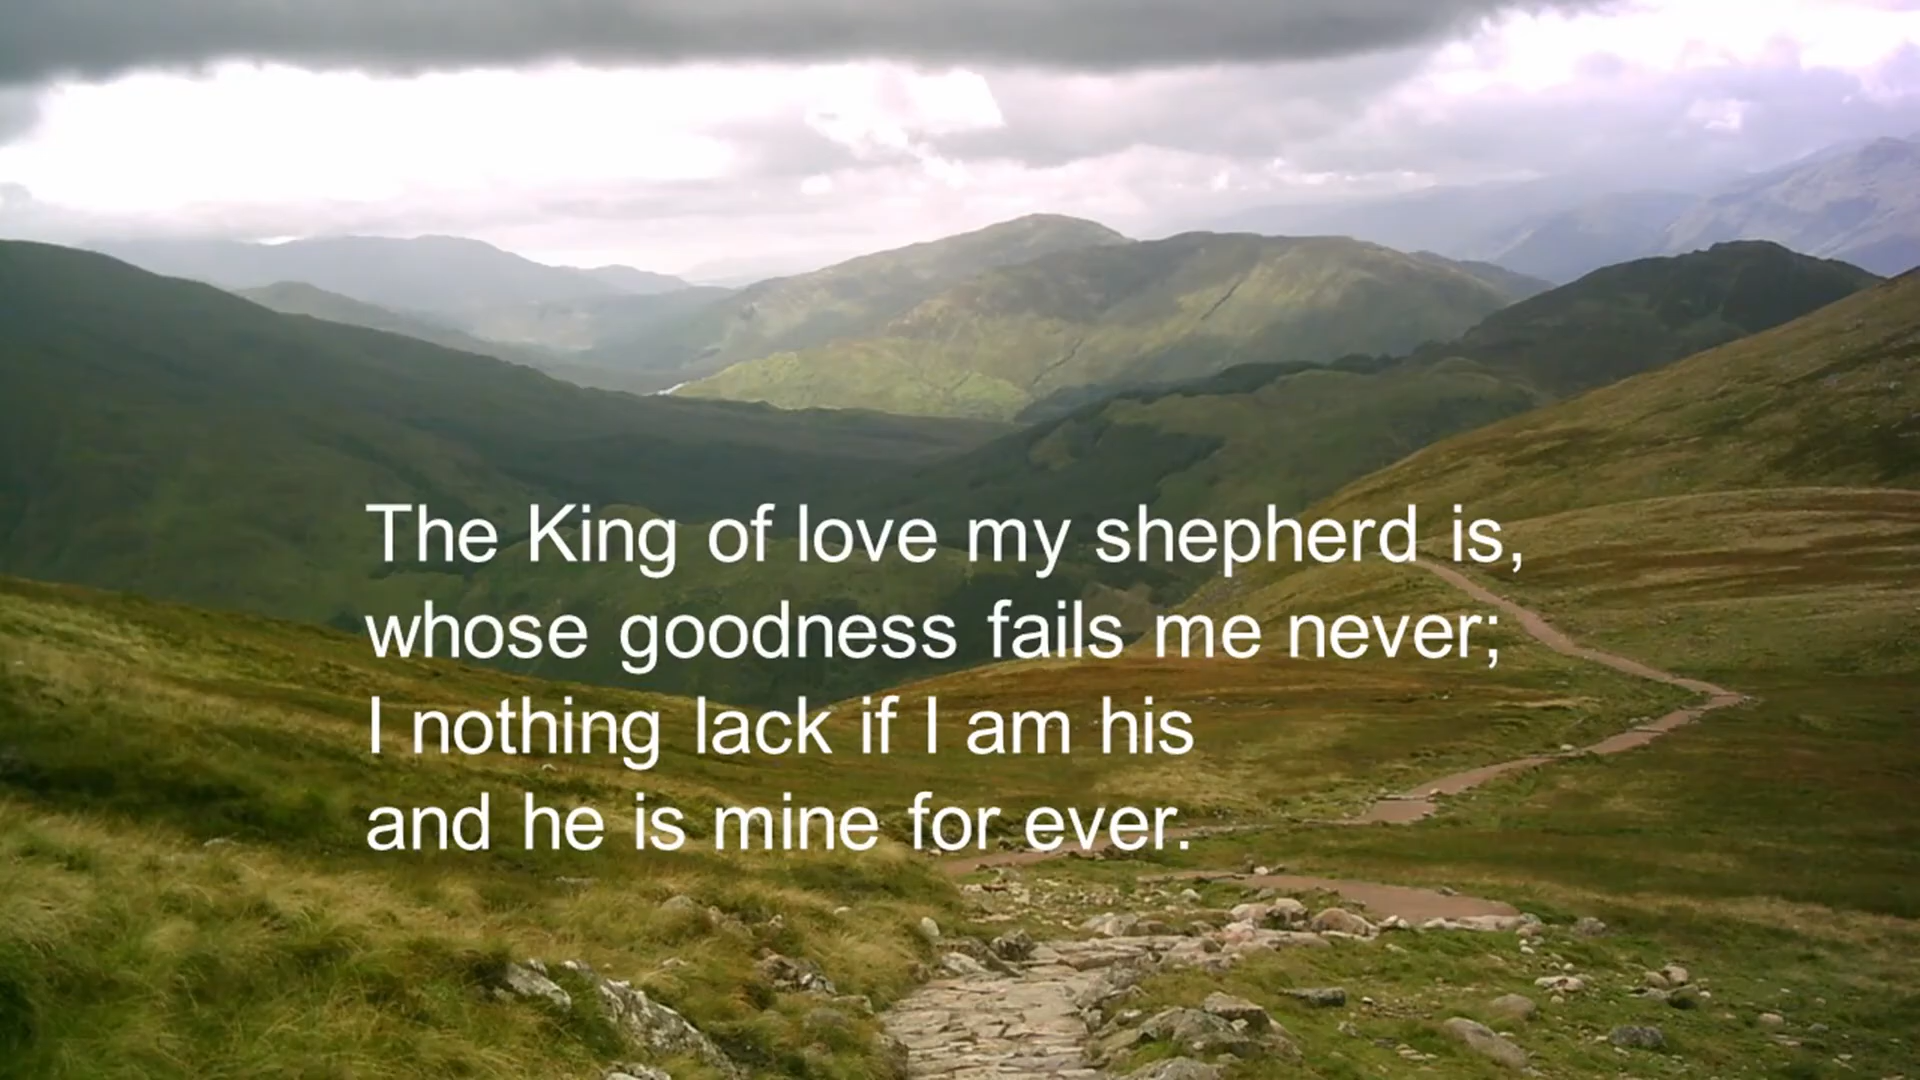 The King of love my shepherd is,
whose goodness fails me never;
I nothing lack if I am his
and he is mine for ever.